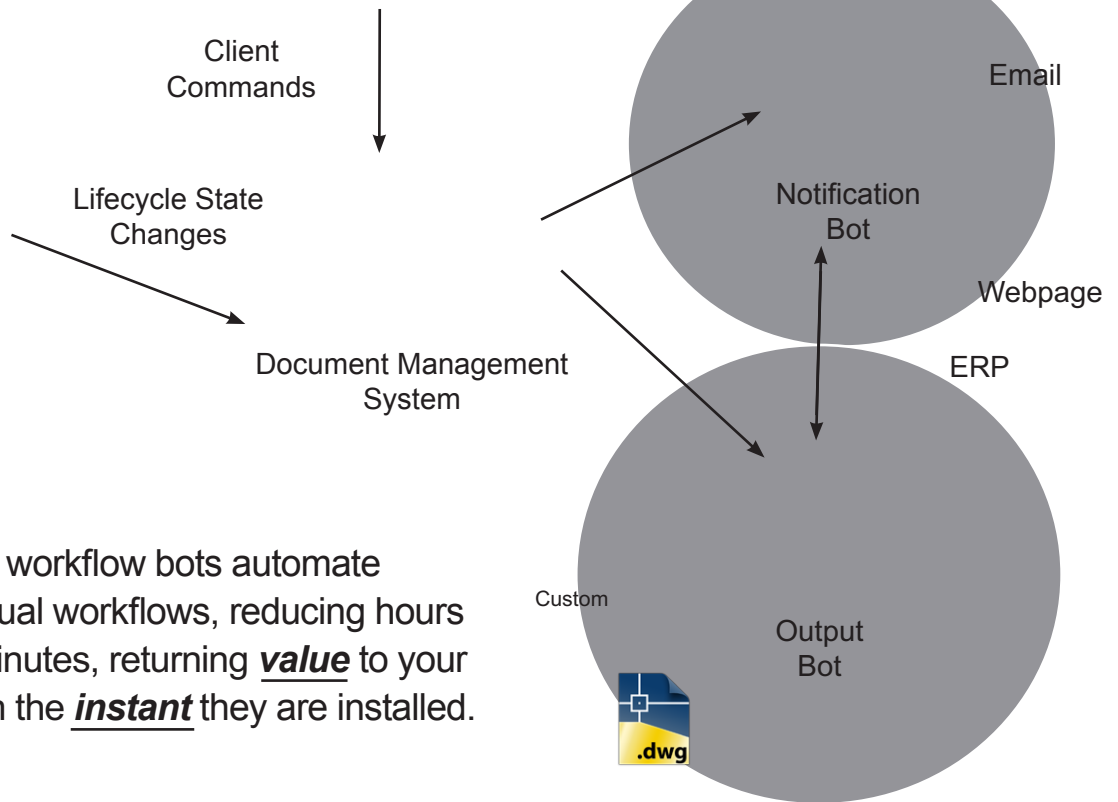 Client
Commands
Email
Lifecycle State
Changes
Notification
Bot
Webpage
Document Management
System
ERP
workflow bots automate
ual workflows, reducing hours
inutes, returning value to your
the instant they are installed.
Custom
Output
Bot
.dwg